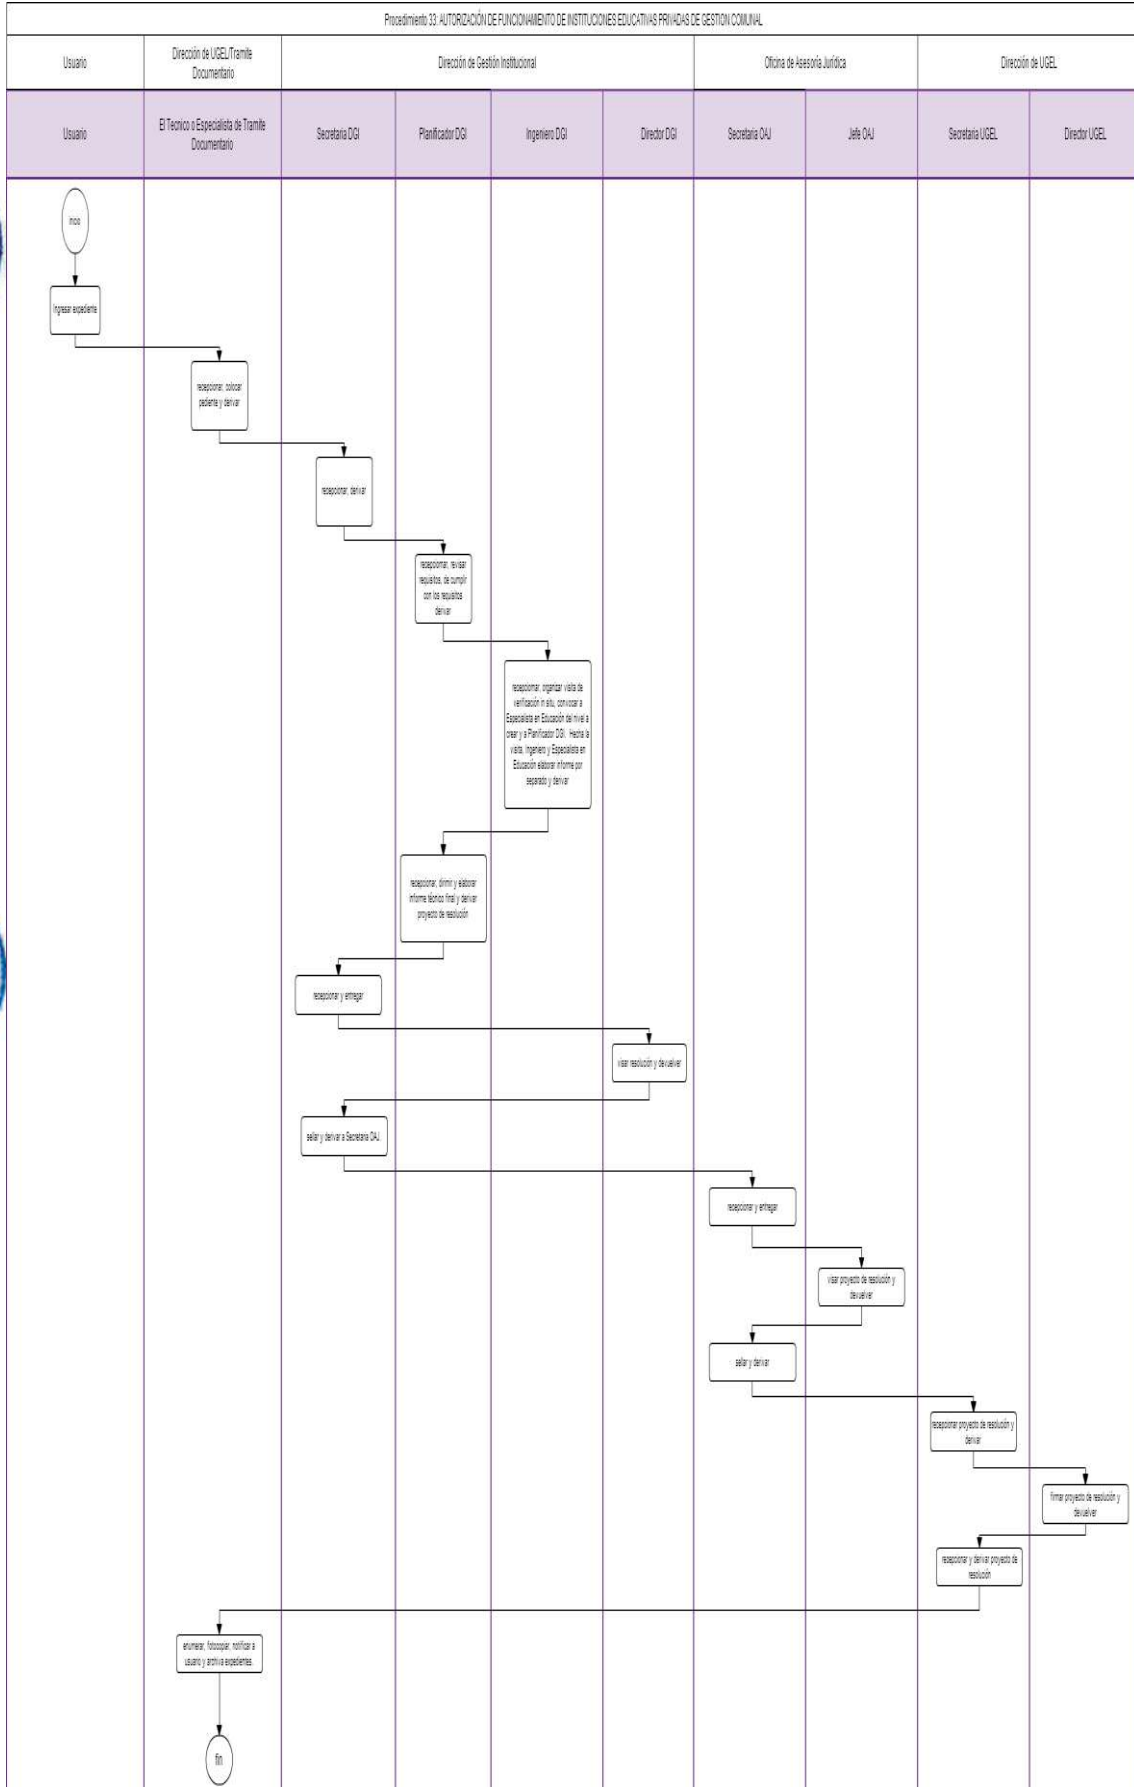 Procedimiento 33: AUTORIZACIÓN DE FUNCIONAMIENTO DE INSTITUCIONES EDUCATIVAS PRIVADAS DE GESTION COMUNAL
Usuario
Dirección de UGEL/Tramite
Documentario
Dirección de Gestión Institucional
Oficina de Asesoría Jurídica
Dirección de UGEL
Usuario
El Tecnico o Especialista de Tramite
Documentario
Secretaria DGI
Planificador DGI
Ingeniero DGI
Director DGI
Secretaria OAJ
Jefe OAJ
Secretaria UGEL
Director UGEL
inicio
Ingresar expediente
recepcionar, colocar
pediente y derivar
recepcionar, derivar
recepciomar, revisar
requisitos, de cumplir
con los requisitos
derivar
recepciomar, organizar visita de
verificación in situ, convocar a
Especialista en Educación del nivel a
crear y a Planificador DGI. Hecha la
visita, Ingeniero y Especialista en
Educación elaborar informe por
separado y derivar
recepcionar, dirimir y elaborar
informe técnico final y derivar
proyecto de resolución
recepcionar y entregar
visar resolución y devuelver
sellar y derivar a Secretaria OAJ.
recepcionar y entregar
visar proyecto de resolución y
devuelver
sellar y derivar
recepcionar proyecto de resolución y
derivar
firmar proyecto de resolución y
devuelver
recepcionar y derivar proyecto de
resolución
enumerar, fotocopiar, notificar a
usuario y archiva expedientes.
fin